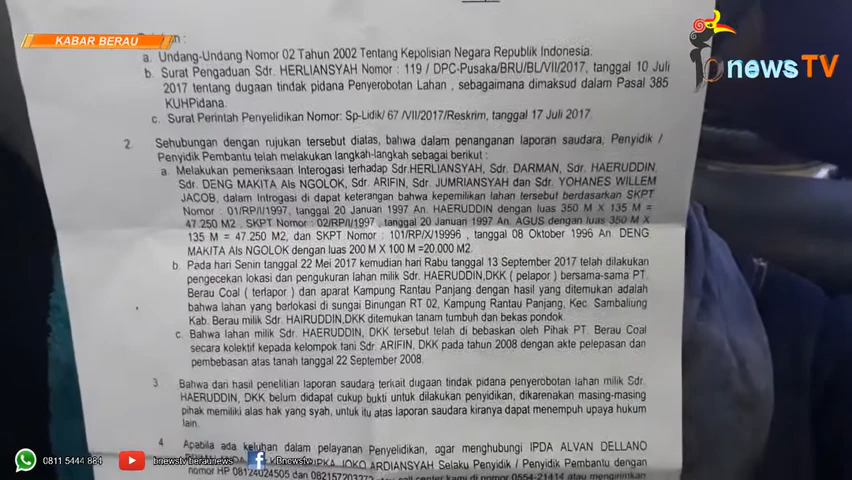 KABAR BERAU
newsTV
a. Undang-Undang Nomor 02 Tahun 2002 Tentang Kepolisian Negara Republik Indonesia.
b. Surat Pengaduan Sdr. HERLIANSYAH Nomor : 119 / DPC-Pusaka/BRU/BL/VII/2017, tanggal 10 Juli
2017 tentang dugaan tindak pidana Penyerobotan Lahan , sebagaimana dimaksud dalam Pasal 385
KUHPidana.
c. Surat Perintah Penyelidikan Nomor: Sp-Lidik/ 67 /VII/2017/Reskrim, tanggal 17 Juli 2017.
2. Sehubungan dengan rujukan tersebut diatas, bahwa dalam penanganan laporan saudara, Penyidik /
Penyidik Pembantu telah melakukan langkah-langkah sebagai berikut :
a. Melakukan pemeriksaan Interogasi terhadap Sdr.HERLIANSYAH, Sdr. DARMAN, Sdr. HAERUDDIN,
Sdr. DENG MAKITA Als NGOLOK, Sdr. ARIFIN, Sdr. JUMRIANSYAH dan Sdr. YOHANES WILLEM
JACOB, dalam Introgasi di dapat keterangan bahwa kepemilikan lahan tersebut berdasarkan SKPT
Nomor : 01/RP/I/1997, tanggal 20 Januari 1997 An. HAERUDDIN dengan luas 350 M X 135 M =
47.250 M2 , SKPT Nomor : 02/RP/I/1997 , tanggal 20 Januari 1997 An. AGUS dengan luas 350 M X
135 M = 47.250 M2, dan SKPT Nomor : 101/RP/X/19996 , tanggal 08 Oktober 1996 An. DENG
MAKITA Als NGOLOK dengan luas 200 M X 100 M =20.000 M2.
b. Pada hari Senin tanggal 22 Mei 2017 kemudian hari Rabu tanggal 13 September 2017 telah dilakukan
pengecekan lokasi dan pengukuran lahan milik Sdr. HAERUDDIN,DKK ( pelapor ) bersama-sama PT.
Berau Coal ( terlapor ) dan aparat Kampung Rantau Panjang dengan hasil yang ditemukan adalah
bahwa lahan yang berlokasi di sungai Binungan RT 02, Kampung Rantau Panjang, Kec. Sambaliung
Kab. Berau milik Sdr. HAIRUDDIN,DKK ditemukan tanam tumbuh dan bekas pondok.
c. Bahwa lahan milik Sdr. HAERUDDIN, DKK tersebut telah di bebaskan oleh Pihak PT. Berau Coal
secara kolektif kepada kelompok tani Sdr. ARIFIN, DKK pada tahun 2008 dengan akte pelepasan dan
pembebasan atas tanah tanggal 22 September 2008.
3. Bahwa dari hasil penelitian laporan saudara terkait dugaan tindak pidana penyerobotan lahan milik Sdr.
HAERUDDIN, DKK belum didapat cukup bukti untuk dilakukan penyidikan, dikarenakan masing-masing
pihak memiliki alas hak yang syah, untuk itu atas laporan saudara kiranya dapat menempuh upaya hukum
lain.
4 Apabila ada keluhan dalam pelayanan Penyelidikan, agar menghubungi IPDA ALVAN DELLANO
JOKO ARDIANSYAH Selaku Penyidik / Penyidik Pembantu dengan
nomor HP 08124024505 dan
0811 5444 884